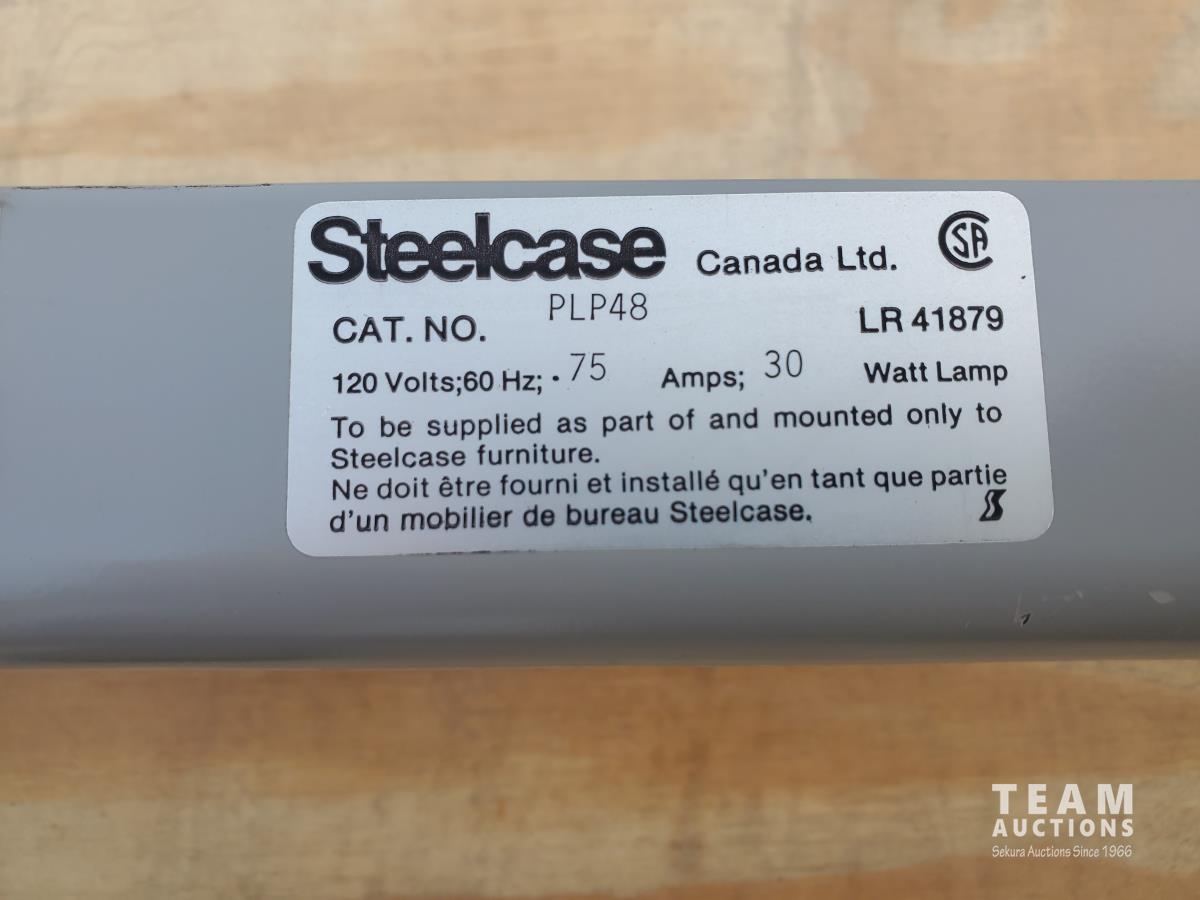 Steelcase Canada Ltd. CSA
CAT. NO. PLP48 LR 41879
120 Volts;60 Hz; .75 Amps; 30 Watt Lamp
To be supplied as part of and mounted only to
Steelcase furniture.
Ne doit être fourni et installé qu'en tant que partie
d'un mobilier de bureau Steelcase.
TEAM
AUCTIONS
Sekura Auctions Since 1966